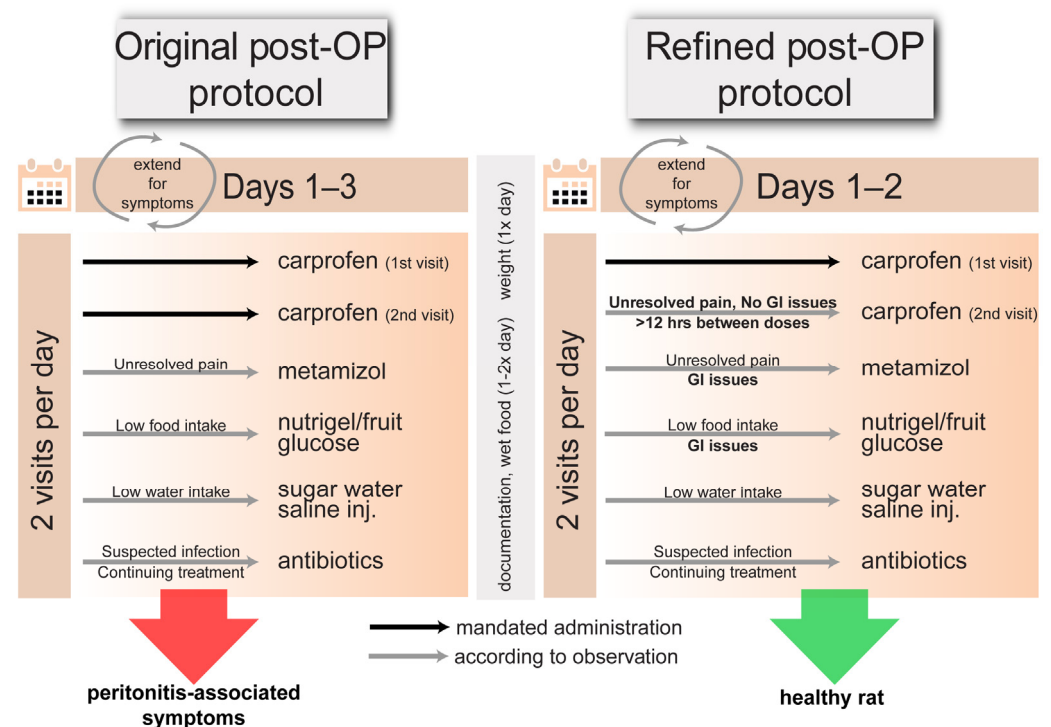 Original post-OP
protocol
Refined post-OP
protocol
extend
for
symptoms
Days 1–3
2 visits per day
carprofen (1st visit)
carprofen (2nd visit)
Unresolved pain
metamizol
Low food intake
nutrigel/fruit
glucose
Low water intake
sugar water
saline inj.
Suspected infection
Continuing treatment
antibiotics
peritonitis-associated
symptoms
documentation, wet food (1-2x day) weight (1x day)
extend
for
symptoms
Days 1–2
2 visits per day
carprofen (1st visit)
Unresolved pain, No GI issues
>12 hrs between doses
carprofen (2nd visit)
Unresolved pain
GI issues
metamizol
Low food intake
GI issues
nutrigel/fruit
glucose
Low water intake
sugar water
saline inj.
Suspected infection
Continuing treatment
antibiotics
healthy rat
mandated administration
according to observation